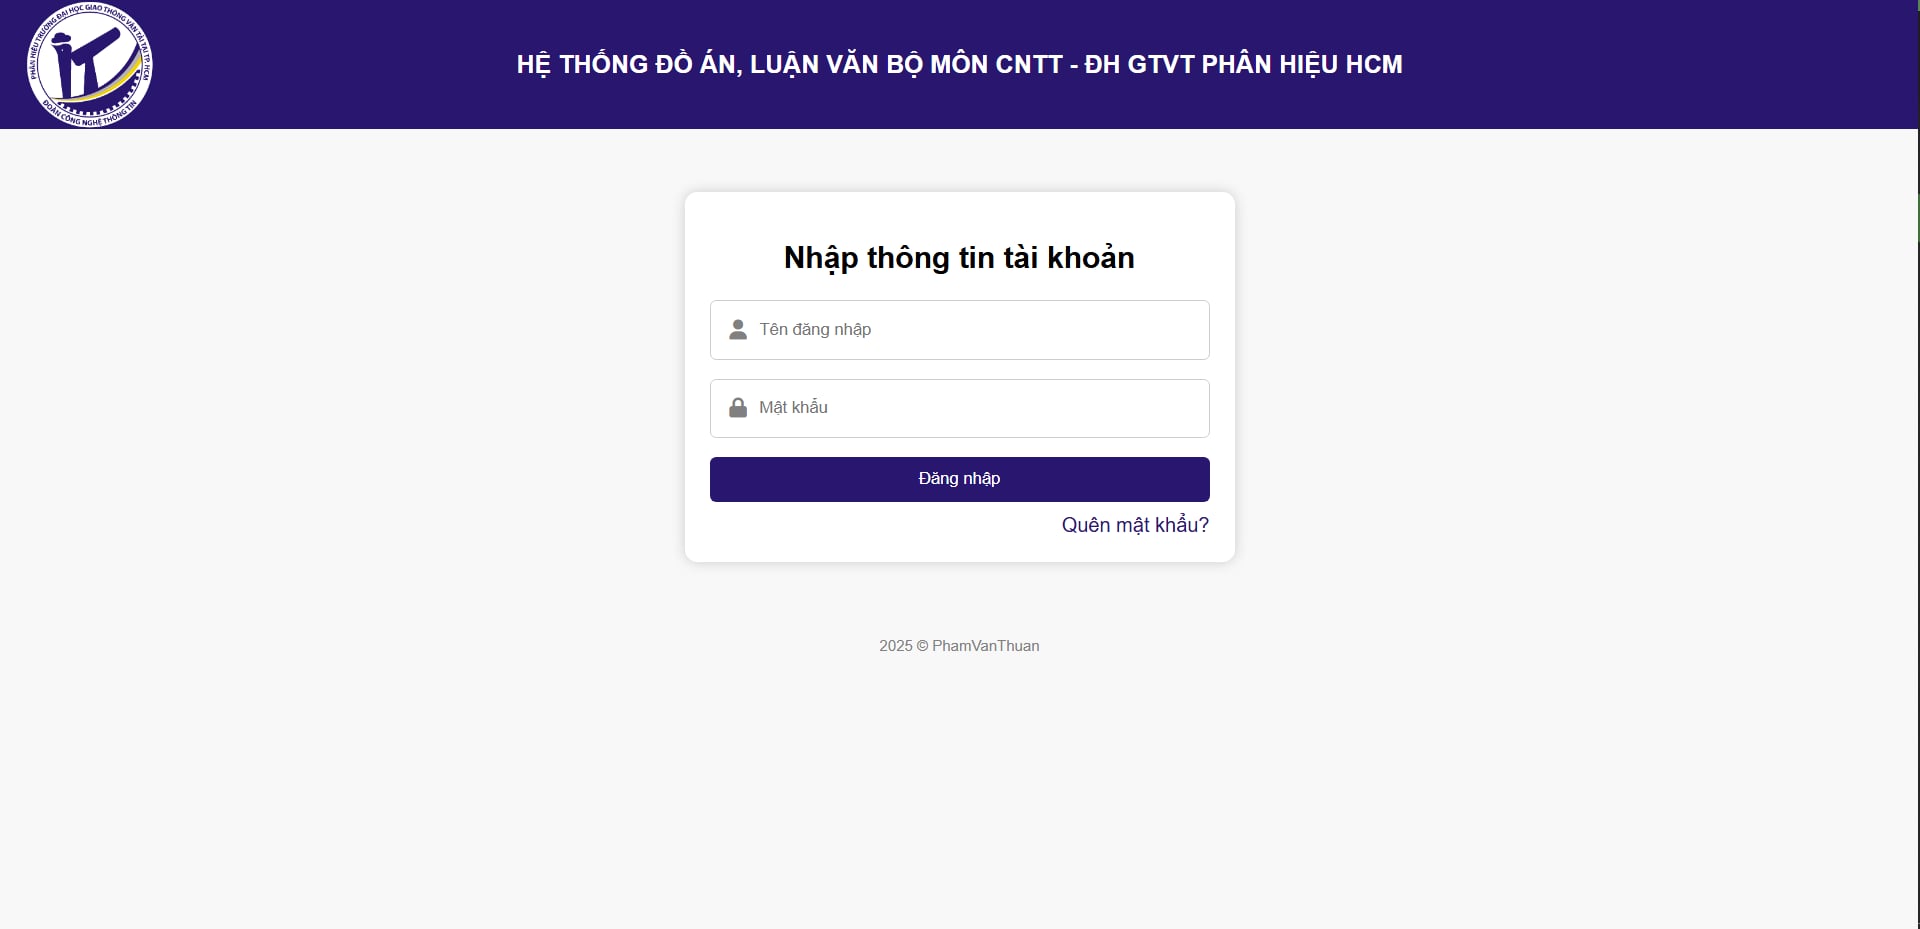 PHÂN HIỆU TRƯỜNG ĐẠI HỌC GIAO THÔNG VẬN TẢI TẠI TP. HCM
ĐOÀN CÔNG NGHỆ THÔNG TIN
HỆ THỐNG ĐỒ ÁN, LUẬN VĂN BỘ MÔN CNTT - ĐH GTVT PHÂN HIỆU HCM
Nhập thông tin tài khoản
Tên đăng nhập
Mật khẩu
Đăng nhập
Quên mật khẩu?
2025 © PhamVanThuan